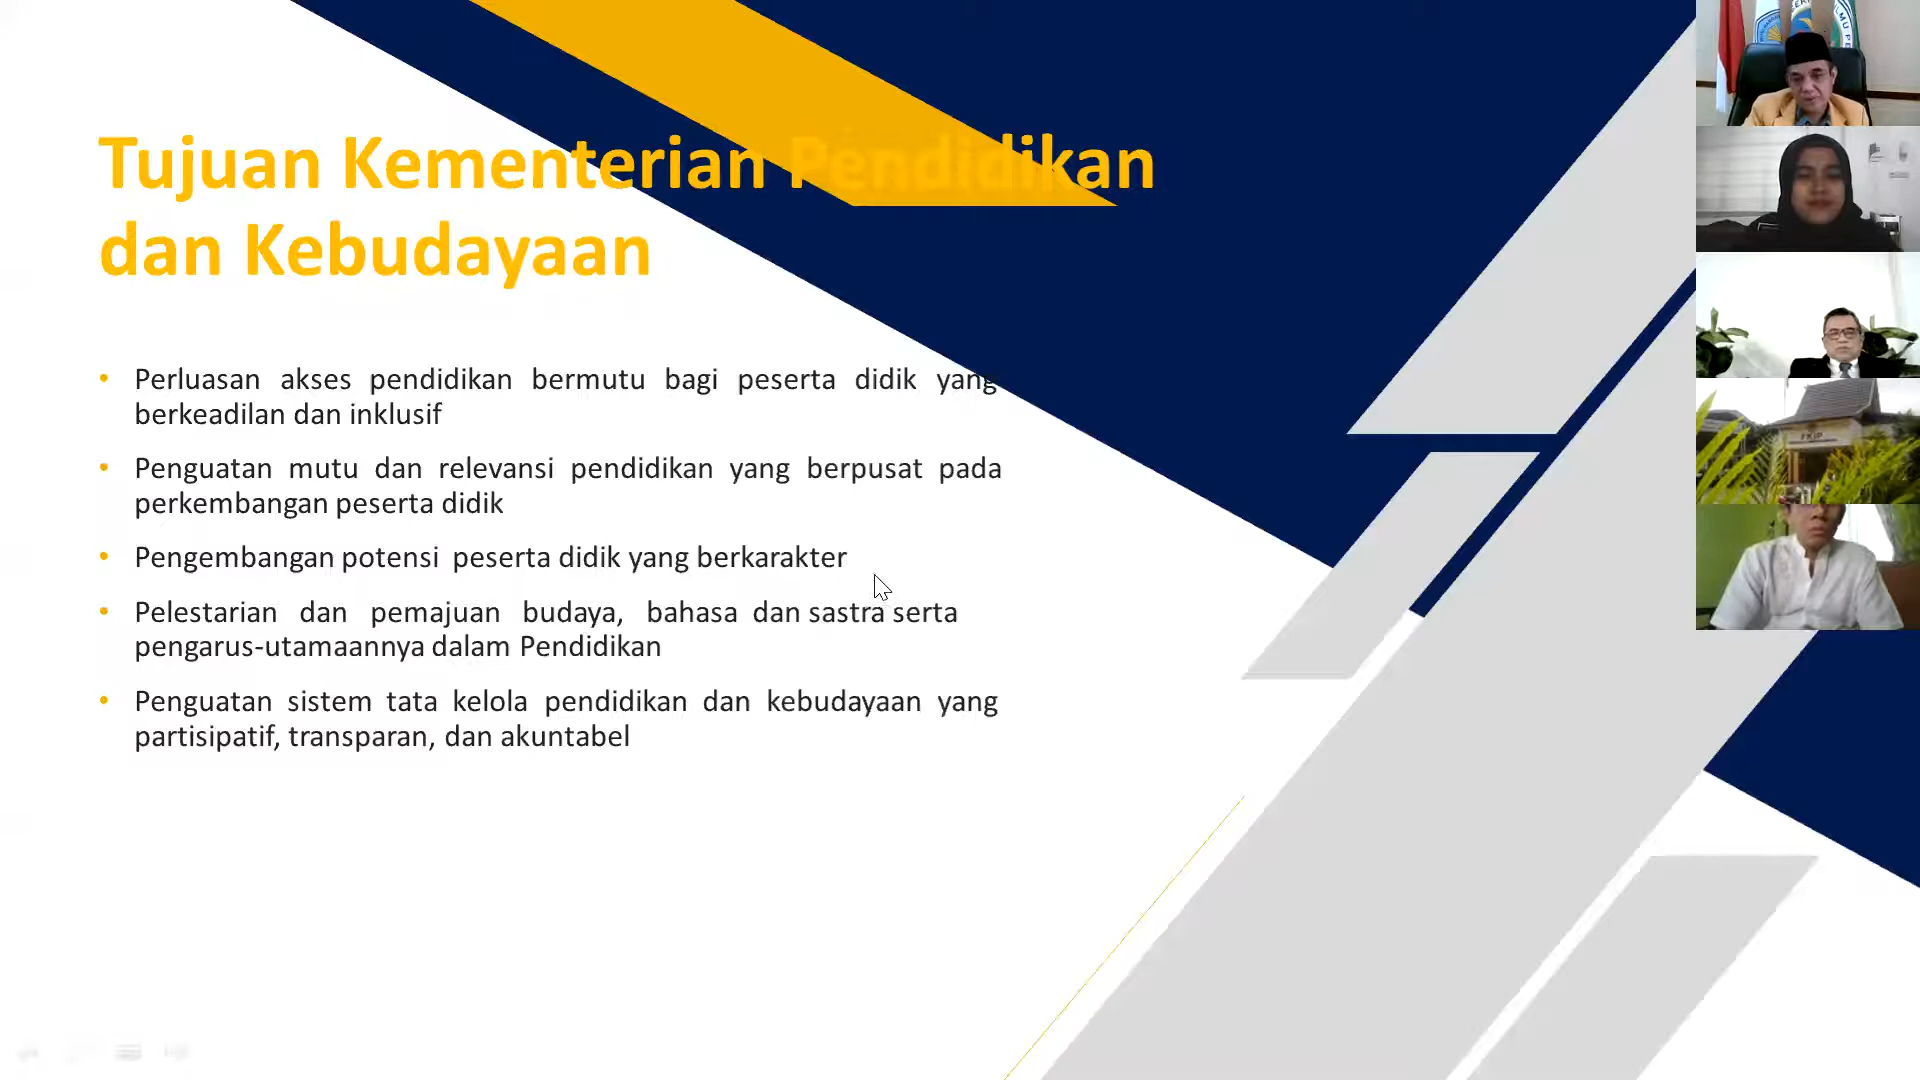 Tujuan Kementerian Pendidikan
dan Kebudayaan
• Perluasan akses pendidikan bermutu bagi peserta didik yang
berkeadilan dan inklusif
• Penguatan mutu dan relevansi pendidikan yang berpusat pada
perkembangan peserta didik
• Pengembangan potensi peserta didik yang berkarakter
• Pelestarian dan pemajuan budaya, bahasa dan sastra serta
pengarus-utamaannya dalam Pendidikan
• Penguatan sistem tata kelola pendidikan dan kebudayaan yang
partisipatif, transparan, dan akuntabel
FKIP